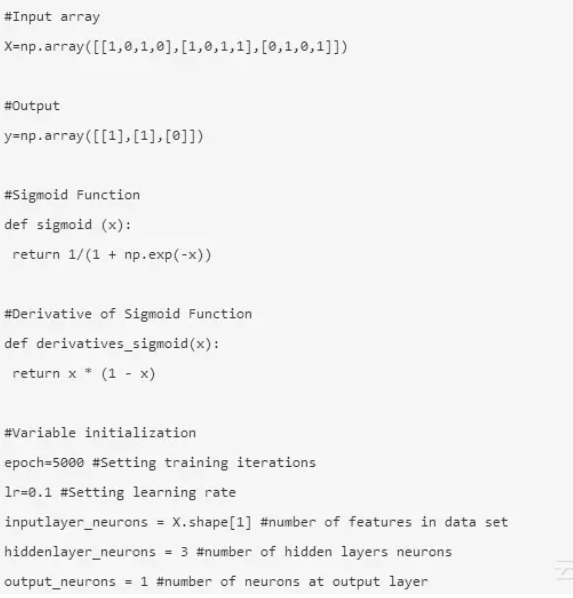 #Input array
X=np.array([[1,0,1,0],[1,0,1,1],[0,1,0,1]])
#Output
y=np.array([[1],[1],[0]])
#Sigmoid Function
def sigmoid (x):
 return 1/(1 + np.exp(-x))
#Derivative of Sigmoid Function
def derivatives_sigmoid(x):
 return x * (1 - x)
#Variable initialization
epoch=5000 #Setting training iterations
lr=0.1 #Setting learning rate
inputlayer_neurons = X.shape[1] #number of features in data set
hiddenlayer_neurons = 3 #number of hidden layers neurons
output_neurons = 1 #number of neurons at output layer